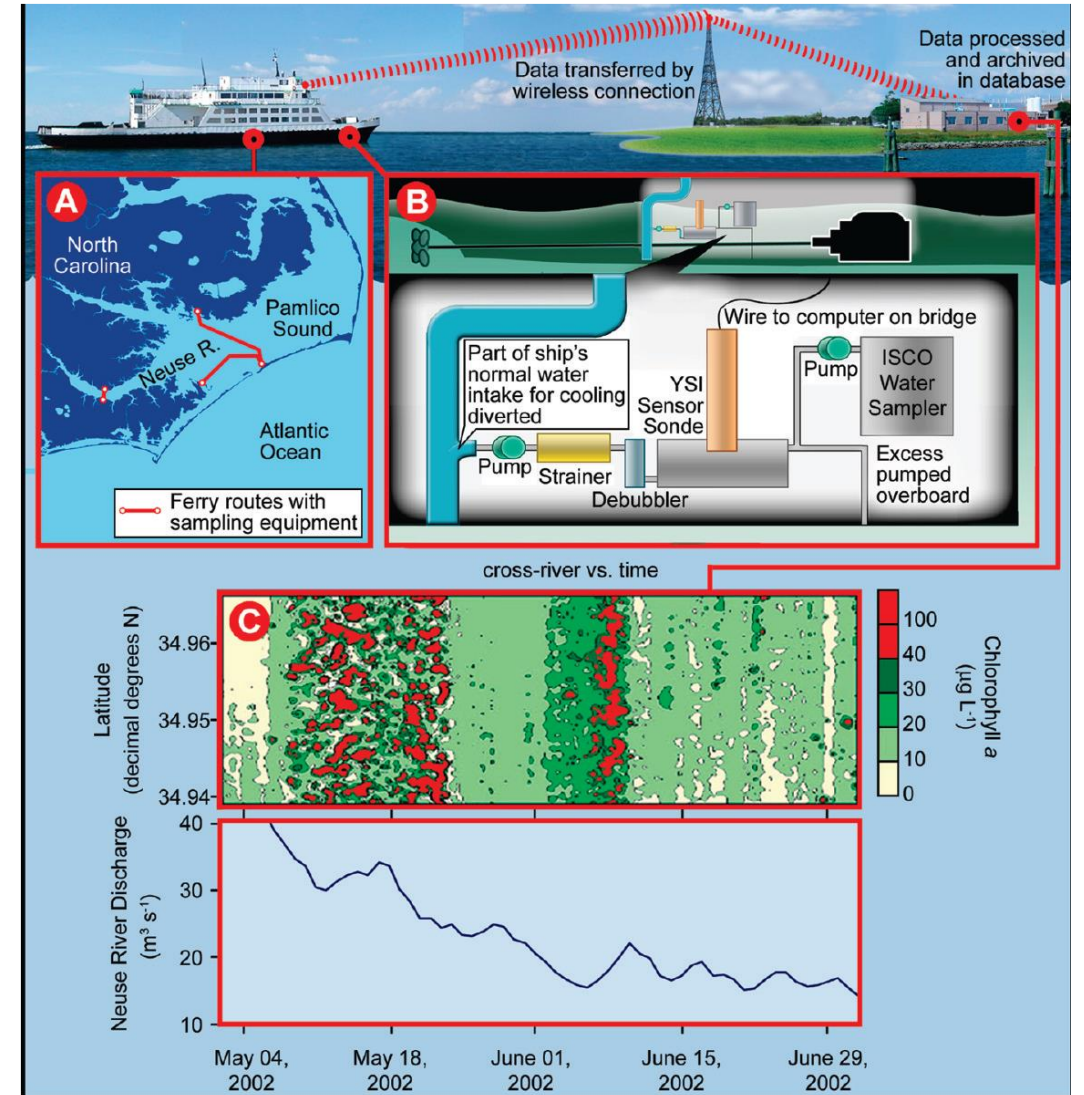 Data transferred by
wireless connection
Data processed
and archived
in database
A
North
Carolina
Pamlico
Sound
Neuse R.
Atlantic
Ocean
Ferry routes with
sampling equipment
B
Wire to computer on bridge
Part of ship's
normal water
intake for cooling
diverted
YSI
Sensor
Sonde
Pump
ISCO
Water
Sampler
Pump
Strainer
Debubbler
Excess
pumped
overboard
cross-river vs. time
C
Latitude
(decimal degrees N)
34.96
34.95
34.94
100
40
30
20
10
0
Chlorophyll a
(µg L-1)
Neuse River Discharge
(m³ s-1)
40
30
20
10
May 04,
2002
May 18,
2002
June 01,
2002
June 15,
2002
June 29,
2002